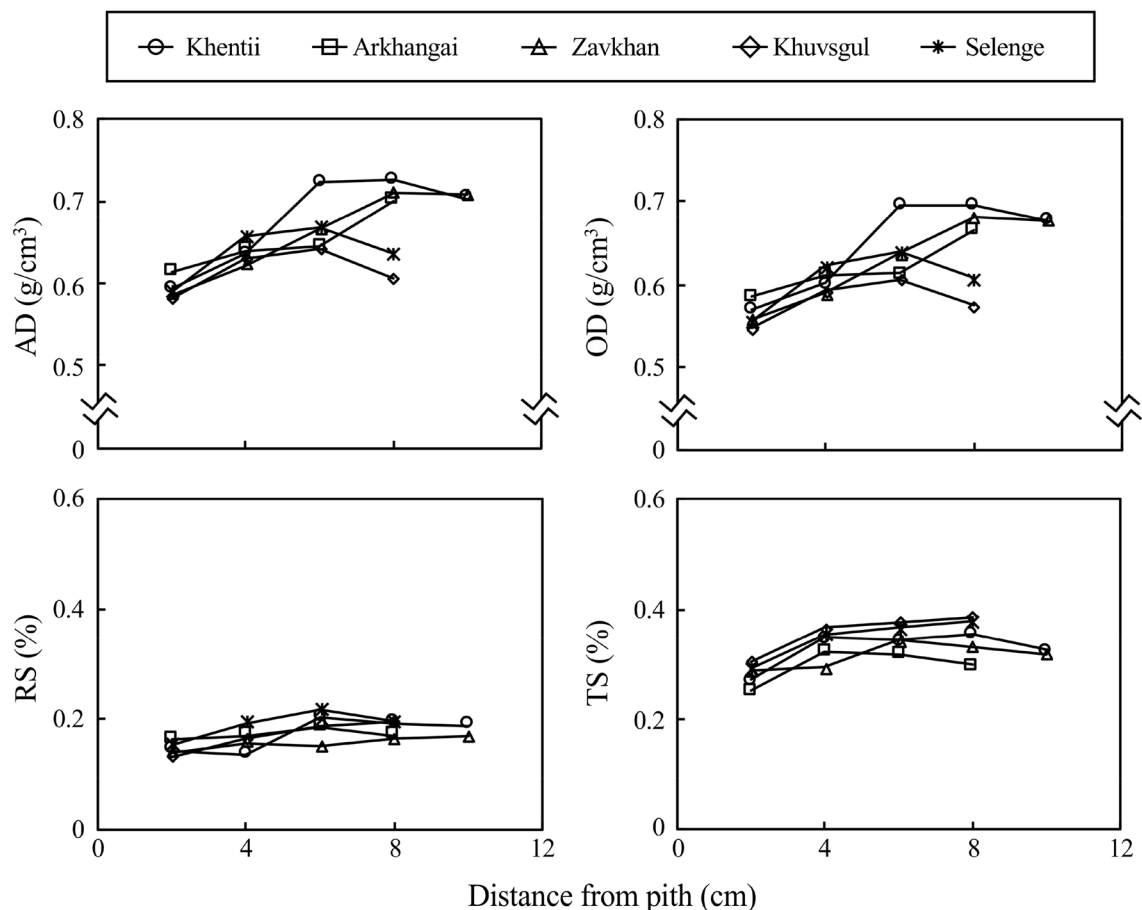 Khentii Arkhangai Zavkhan Khuvsgul Selenge
AD (g/cm³)
0.8
0.7
0.6
0.5
0
OD (g/cm³)
0.8
0.7
0.6
0.5
0
RS (%)
0.6
0.4
0.2
0
0 4 8 12
TS (%)
0.6
0.4
0.2
0
0 4 8 12
Distance from pith (cm)